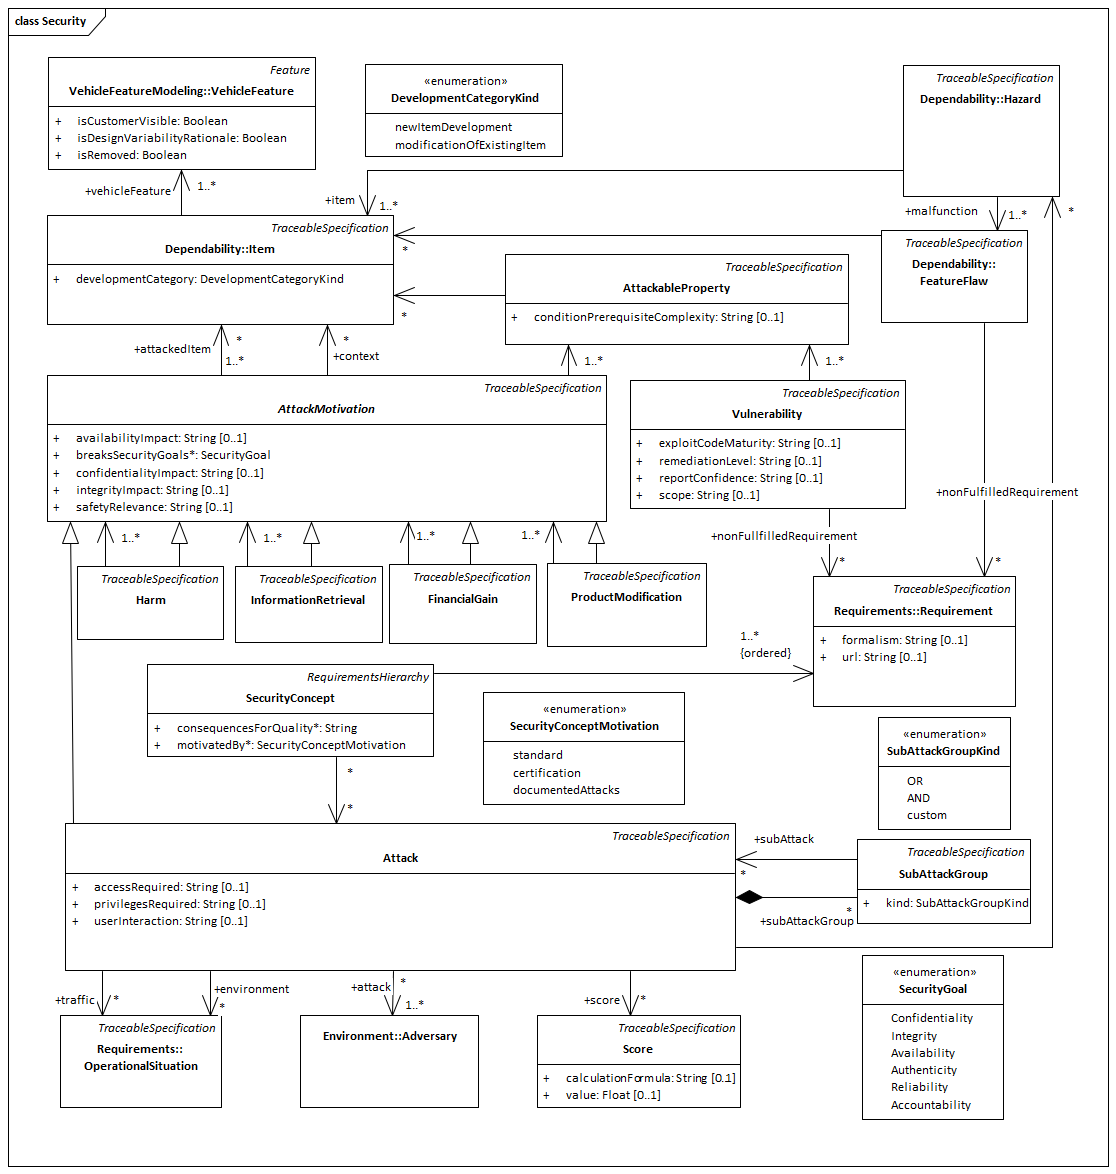 class Security
Feature
VehicleFeatureModeling::VehicleFeature
+ isCustomerVisible: Boolean
+ isDesignVariabilityRationale: Boolean
+ isRemoved: Boolean
«enumeration»
DevelopmentCategoryKind
newItemDevelopment
modificationOfExistingItem
TraceableSpecification
Dependability::Hazard
+vehicleFeature
1..*
+item
1..*
+malfunction
1..*
*
TraceableSpecification
Dependability::Item
+ developmentCategory: DevelopmentCategoryKind
*
*
TraceableSpecification
AttackableProperty
+ conditionPrerequisiteComplexity: String [0..1]
TraceableSpecification
Dependability::
FeatureFlaw
+attackedItem
*
1..*
*
+context
1..*
1..*
TraceableSpecification
AttackMotivation
+ availabilityImpact: String [0..1]
+ breaksSecurityGoals*: SecurityGoal
+ confidentialityImpact: String [0..1]
+ integrityImpact: String [0..1]
+ safetyRelevance: String [0..1]
TraceableSpecification
Vulnerability
+ exploitCodeMaturity: String [0..1]
+ remediationLevel: String [0..1]
+ reportConfidence: String [0..1]
+ scope: String [0..1]
+nonFulfilledRequirement
*
+nonFullfilledRequirement
*
1..*
1..*
1..*
1..*
TraceableSpecification
Harm
TraceableSpecification
InformationRetrieval
TraceableSpecification
FinancialGain
TraceableSpecification
ProductModification
TraceableSpecification
Requirements::Requirement
+ formalism: String [0..1]
+ url: String [0..1]
1..*
{ordered}
RequirementsHierarchy
SecurityConcept
+ consequencesForQuality*: String
+ motivatedBy*: SecurityConceptMotivation
*
*
«enumeration»
SecurityConceptMotivation
standard
certification
documentedAttacks
«enumeration»
SubAttackGroupKind
OR
AND
custom
TraceableSpecification
Attack
+ accessRequired: String [0..1]
+ privilegesRequired: String [0..1]
+ userInteraction: String [0..1]
+subAttack
*
*
+subAttackGroup
TraceableSpecification
SubAttackGroup
+ kind: SubAttackGroupKind
+traffic
*
+environment
*
+attack
*
1..*
+score
*
TraceableSpecification
Requirements::
OperationalSituation
Environment::Adversary
TraceableSpecification
Score
+ calculationFormula: String [0.1]
+ value: Float [0..1]
«enumeration»
SecurityGoal
Confidentiality
Integrity
Availability
Authenticity
Reliability
Accountability